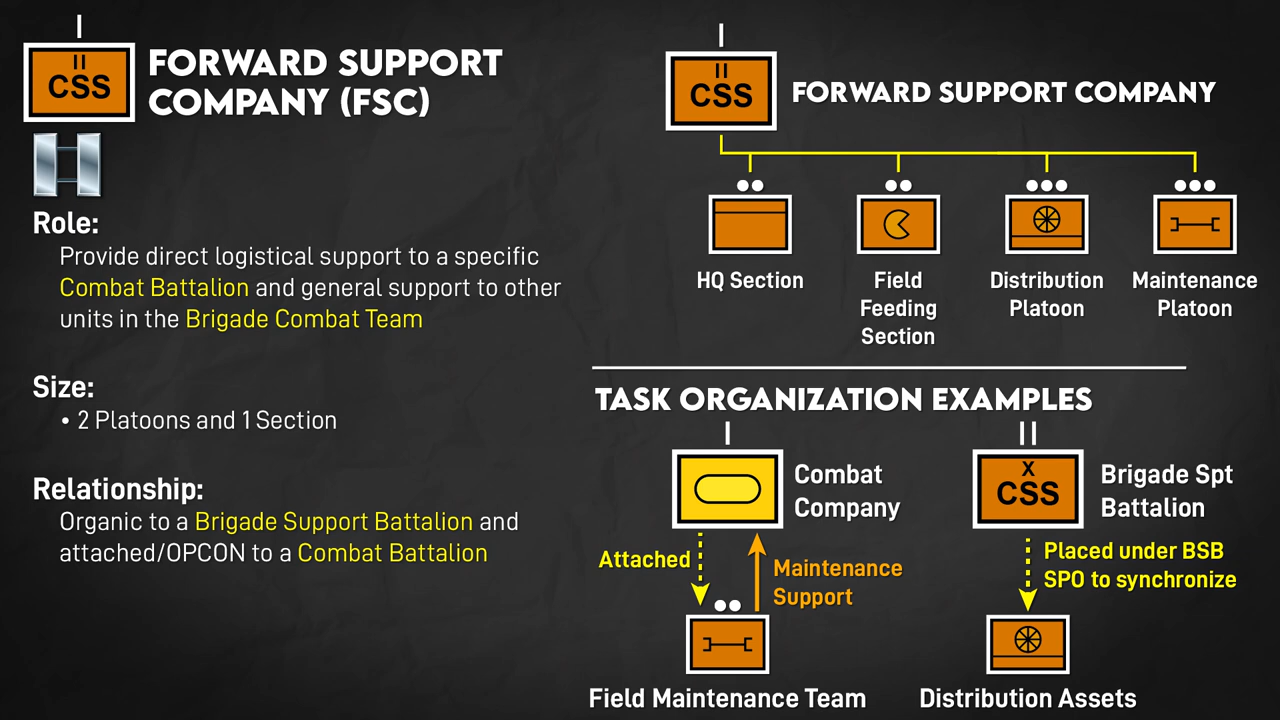 CSS
FORWARD SUPPORT
COMPANY (FSC)
Role:
Provide direct logistical support to a specific
Combat Battalion and general support to other
units in the Brigade Combat Team
Size:
• 2 Platoons and 1 Section
Relationship:
Organic to a Brigade Support Battalion and
attached/OPCON to a Combat Battalion
CSS
FORWARD SUPPORT COMPANY
HQ Section
Field
Feeding
Section
Distribution
Platoon
Maintenance
Platoon
TASK ORGANIZATION EXAMPLES
Combat
Company
Attached
Maintenance
Support
Field Maintenance Team
X
CSS
Brigade Spt
Battalion
Placed under BSB
SPO to synchronize
Distribution Assets